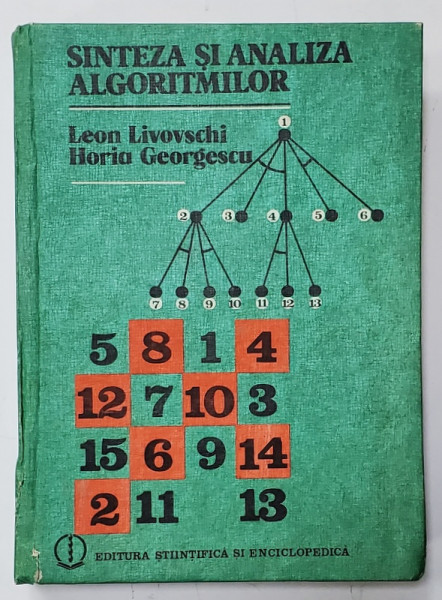 SINTEZA ȘI ANALIZA
ALGORITMILOR
Leon Livovschi
Horia Georgescu
1
2 3 4 5 6
7 8 9 10 11 12 13
5 8 1 4
12 7 10 3
15 6 9 14
2 11 13
EDITURA ȘTIINȚIFICĂ ȘI ENCICLOPEDICĂ